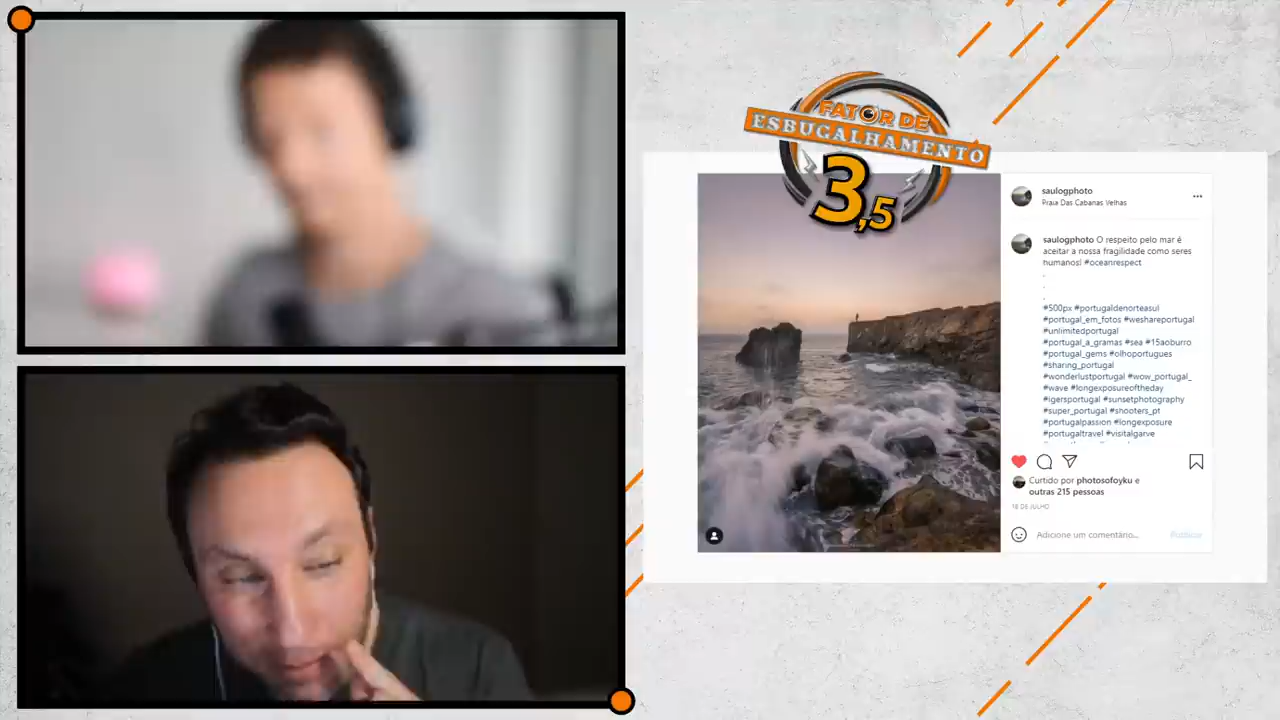 FATOR DE
ESBUGALHAMENTO
3,5
saulogphoto
Praia Das Cabanas Velhas
saulogphoto O respeito pelo mar é
aceitar a nossa fragilidade como seres
humanos! #oceanrespect
.
.
.
#500px #portugaldenorteasul
#portugal_em_fotos #weshareportugal
#unlimitedportugal
#portugal_a_gramas #sea #15aoburro
#portugal_gems #olhoportugues
#sharing_portugal
#wonderlustportugal #wow_portugal_
#wave #longexposureoftheday
#igersportugal #sunsetphotography
#super_portugal #shooters_pt
#portugalpassion #longexposure
#portugaltravel #visitalgarve
Curtido por photosofoyku e
outras 215 pessoas
18 DE JULHO
Adicione um comentário...
Publicar